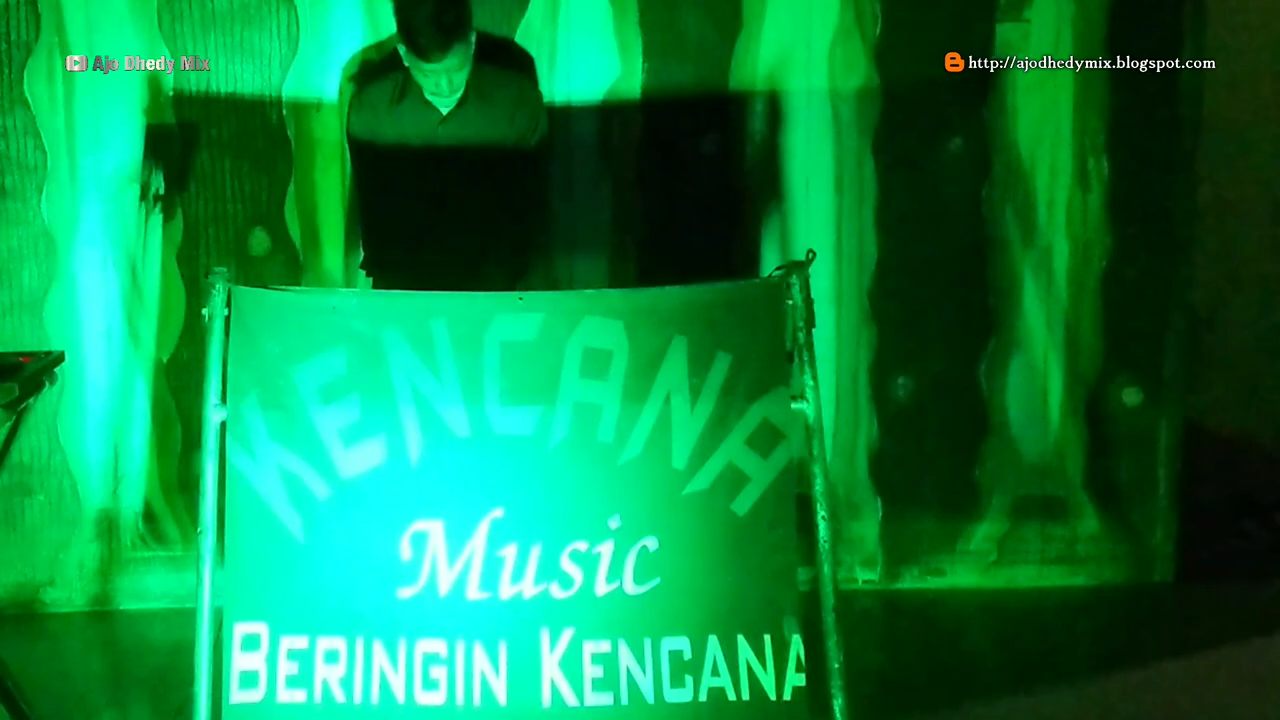 Ajo Dhedy Mix
http://ajodhedymix.blogspot.com
KENCANA
Music
BERINGIN KENCANA